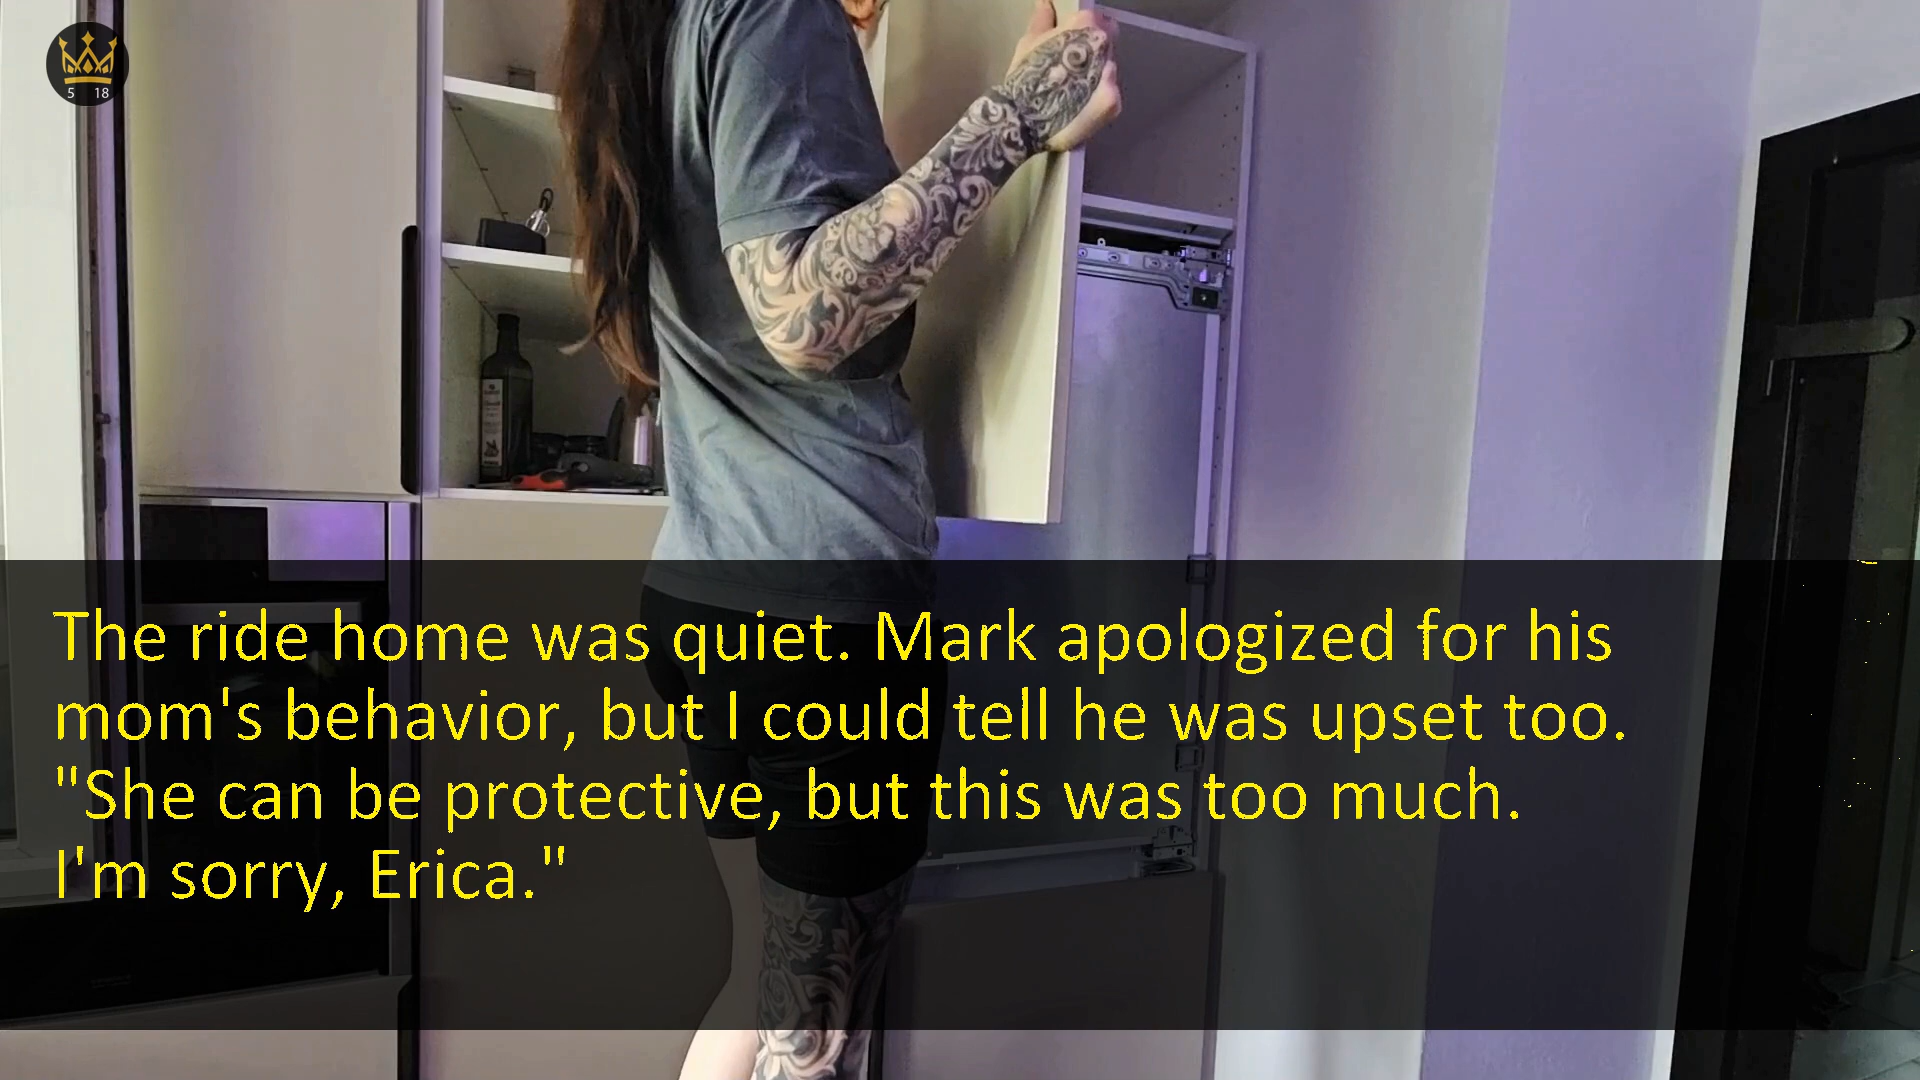 5 18
The ride home was quiet. Mark apologized for his
mom's behavior, but I could tell he was upset too.
"She can be protective, but this was too much.
I'm sorry, Erica."